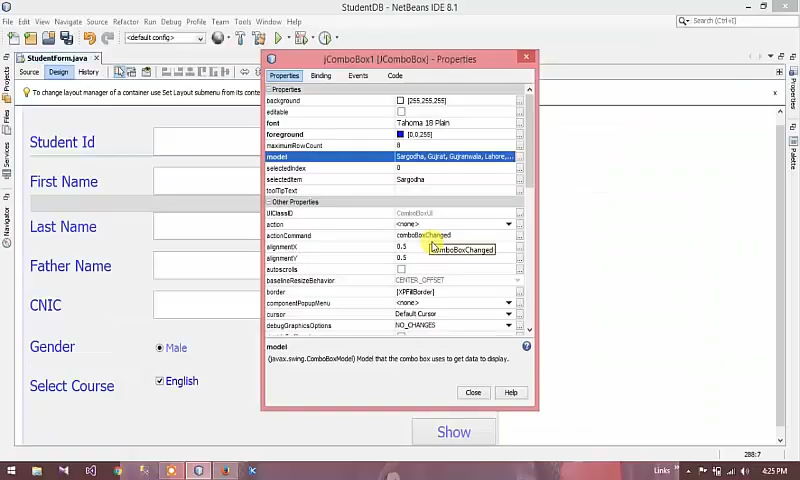 StudentDB - NetBeans IDE 8.1
File Edit View Navigate Source Refactor Run Debug Profile Team Tools Window Help
<default config>
Search (Ctrl+I)
StudentForm.java
Source Design History
To change layout manager of a container use Set Layout submenu from its conte
Projects
Files
Services
Navigator
Student Id
First Name
Last Name
Father Name
CNIC
Gender
Male
Select Course
English
Show
jComboBox1 [JComboBox] - Properties
Properties Binding Events Code
Properties
background [255,255,255]
editable
font Tahoma 18 Plain
foreground [0,0,255]
maximumRowCount 8
model Sargodha, Gujrat, Gujranwala, Lahore,...
selectedIndex 0
selectedItem Sargodha
toolTipText
Other Properties
UIClassID ComboBoxUI
action <none>
actionCommand comboBoxChanged
alignmentX 0.5
comboBoxChanged
alignmentY 0.5
autoscrolls
baselineResizeBehavior CENTER_OFFSET
border [XPFillBorder]
componentPopupMenu <none>
cursor Default Cursor
debugGraphicsOptions NO_CHANGES
model
(javax.swing.ComboBoxModel) Model that the combo box uses to get data to display.
Close Help
Properties
Palette
288:7
Links
4:25 PM